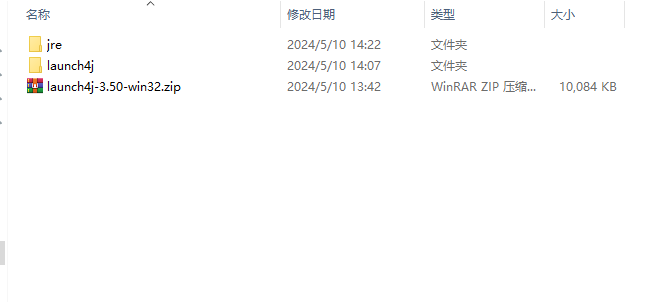 名称 修改日期 类型 大小
jre 2024/5/10 14:22 文件夹
launch4j 2024/5/10 14:07 文件夹
launch4j-3.50-win32.zip 2024/5/10 13:42 WinRAR ZIP 压缩... 10,084 KB